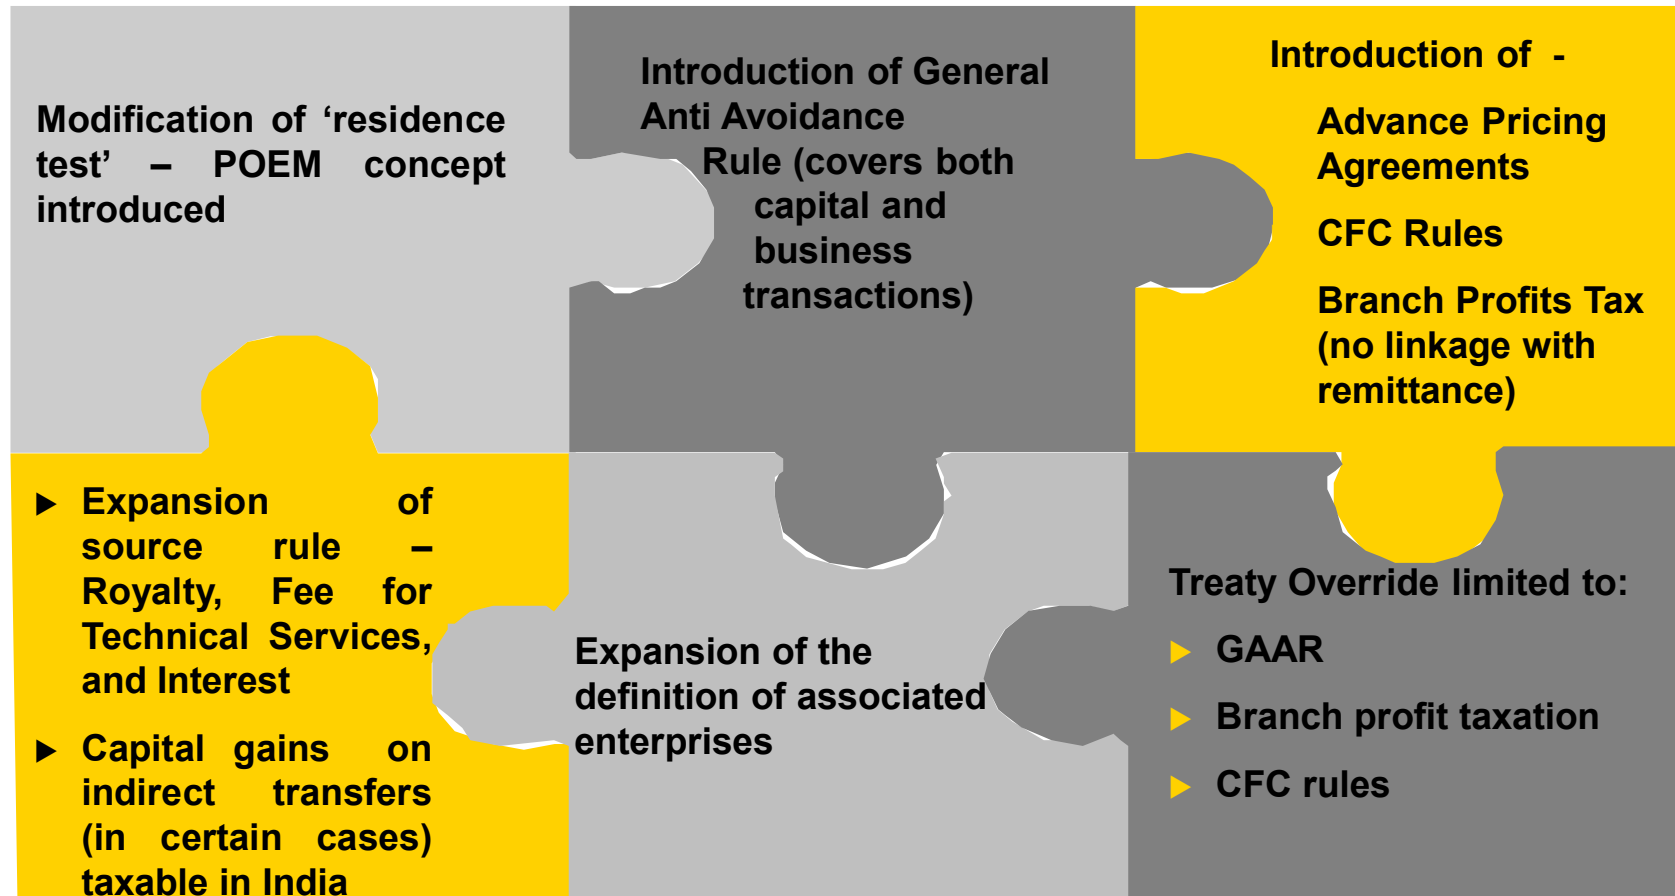 Modification of ‘residence
test’ – POEM concept
introduced
Introduction of General
Anti Avoidance
Rule (covers both
capital and
business
transactions)
Introduction of -
Advance Pricing
Agreements
CFC Rules
Branch Profits Tax
(no linkage with
remittance)
► Expansion of
source rule –
Royalty, Fee for
Technical Services,
and Interest
► Capital gains on
indirect transfers
(in certain cases)
taxable in India
Expansion of the
definition of associated
enterprises
Treaty Override limited to:
► GAAR
► Branch profit taxation
► CFC rules